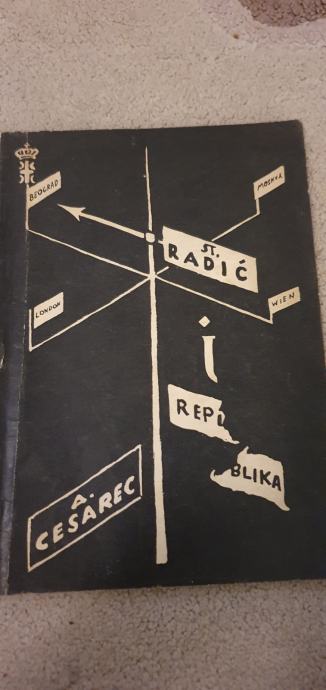 BEOGRAD
MOSKVA
ST.
RADIĆ
LONDON
WIEN
i
REPU
BLIKA
A.
CESAREC